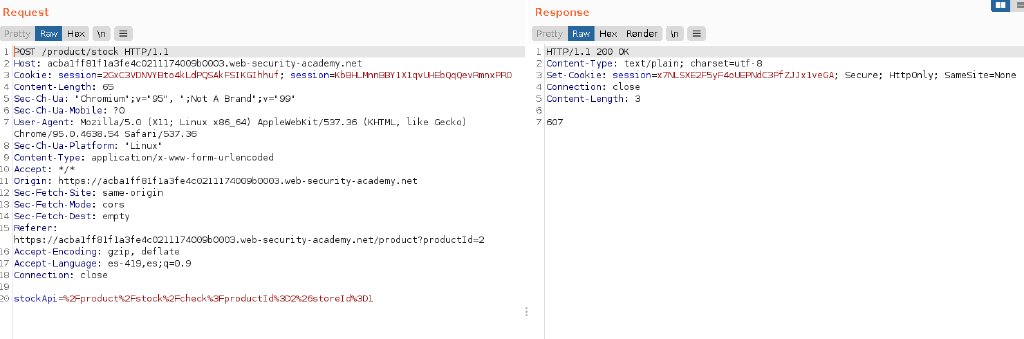 Request
Pretty Raw Hex \n
1 POST /product/stock HTTP/1.1
2 Host: acba1ff81f1a3fe4c0211174009b0003.web-security-academy.net
3 Cookie: session=2GxC3VDNVYBto4kLdPQSAkFSIKGIhhuf; session=KbBHLMnnBBY1X1qvUHEbQqQevRmnxPRO
4 Content-Length: 65
5 Sec-Ch-Ua: "Chromium";v="95", ";Not A Brand";v="99"
6 Sec-Ch-Ua-Mobile: ?0
7 User-Agent: Mozilla/5.0 (X11; Linux x86_64) AppleWebKit/537.36 (KHTML, like Gecko)
Chrome/95.0.4638.54 Safari/537.36
8 Sec-Ch-Ua-Platform: "Linux"
9 Content-Type: application/x-www-form-urlencoded
10 Accept: */*
11 Origin: https://acba1ff81f1a3fe4c0211174009b0003.web-security-academy.net
12 Sec-Fetch-Site: same-origin
13 Sec-Fetch-Mode: cors
14 Sec-Fetch-Dest: empty
15 Referer:
https://acba1ff81f1a3fe4c0211174009b0003.web-security-academy.net/product?productId=2
16 Accept-Encoding: gzip, deflate
17 Accept-Language: es-419,es;q=0.9
18 Connection: close
19
20 stockApi=%2Fproduct%2Fstock%2Fcheck%3FproductId%3D2%26storeId%3D1
Response
Pretty Raw Hex Render \n
1 HTTP/1.1 200 OK
2 Content-Type: text/plain; charset=utf-8
3 Set-Cookie: session=x7NLSXE2F5yF4oUEPNdC3PfZJJx1veGA; Secure; HttpOnly; SameSite=None
4 Connection: close
5 Content-Length: 3
6
7 607